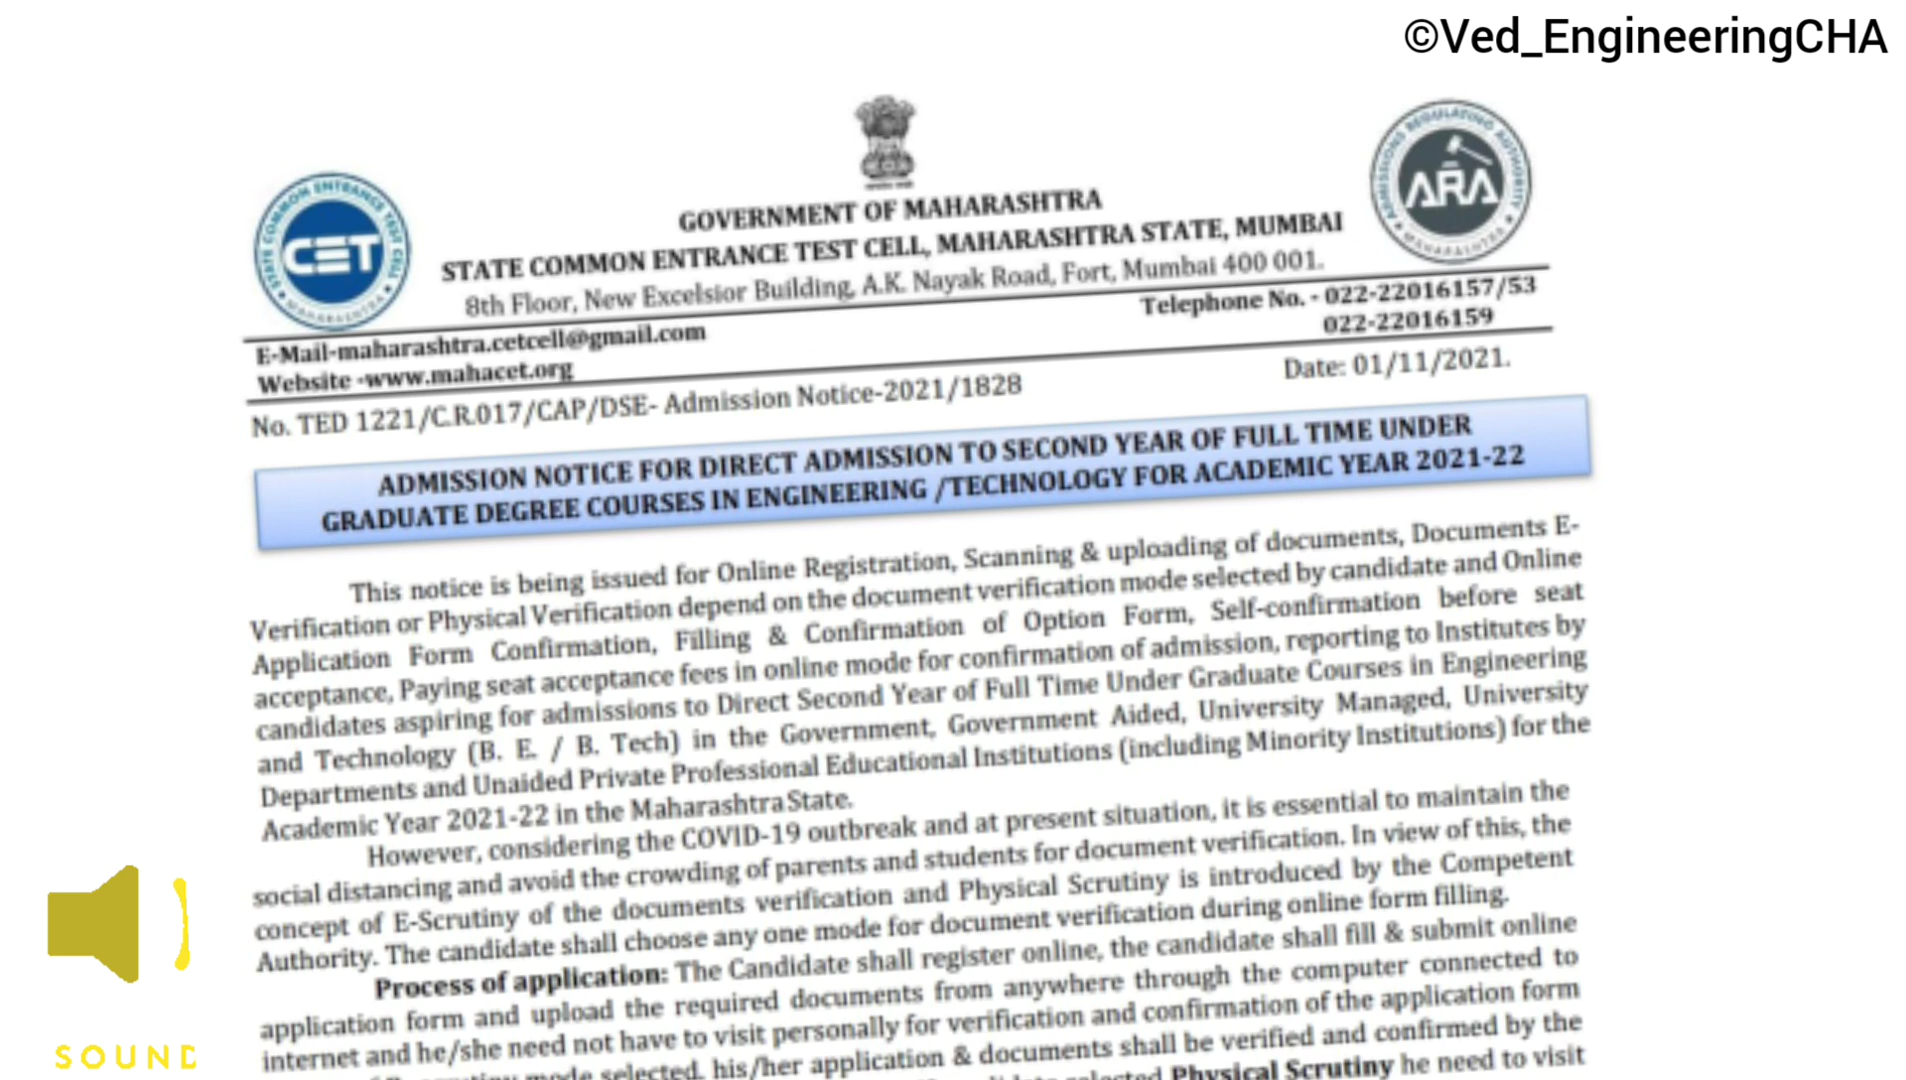 ©Ved_EngineeringCHA
STATE COMMON ENTRANCE TEST CELL
CET
MAHARASHTRA
ADMISSIONS REGULATING AUTHORITY
ARA
MAHARASHTRA
GOVERNMENT OF MAHARASHTRA
STATE COMMON ENTRANCE TEST CELL, MAHARASHTRA STATE, MUMBAI
8th Floor, New Excelsior Building, A.K. Nayak Road, Fort, Mumbai 400 001.
E-Mail-maharashtra.cetcell@gmail.com
Website -www.mahacet.org
Telephone No. - 022-22016157/53
022-22016159
No. TED 1221/C.R.017/CAP/DSE- Admission Notice-2021/1828
Date: 01/11/2021.
ADMISSION NOTICE FOR DIRECT ADMISSION TO SECOND YEAR OF FULL TIME UNDER
GRADUATE DEGREE COURSES IN ENGINEERING /TECHNOLOGY FOR ACADEMIC YEAR 2021-22
This notice is being issued for Online Registration, Scanning & uploading of documents, Documents E-
Verification or Physical Verification depend on the document verification mode selected by candidate and Online
Application Form Confirmation, Filling & Confirmation of Option Form, Self-confirmation before seat
acceptance, Paying seat acceptance fees in online mode for confirmation of admission, reporting to Institutes by
candidates aspiring for admissions to Direct Second Year of Full Time Under Graduate Courses in Engineering
and Technology (B. E. / B. Tech) in the Government, Government Aided, University Managed, University
Departments and Unaided Private Professional Educational Institutions (including Minority Institutions) for the
Academic Year 2021-22 in the Maharashtra State.
However, considering the COVID-19 outbreak and at present situation, it is essential to maintain the
social distancing and avoid the crowding of parents and students for document verification. In view of this, the
concept of E-Scrutiny of the documents verification and Physical Scrutiny is introduced by the Competent
Authority. The candidate shall choose any one mode for document verification during online form filling.
Process of application: The Candidate shall register online, the candidate shall fill & submit online
application form and upload the required documents from anywhere through the computer connected to
internet and he/she need not have to visit personally for verification and confirmation of the application form
mode selected, his/her application & documents shall be verified and confirmed by the
selected Physical Scrutiny he need to visit
SOUND